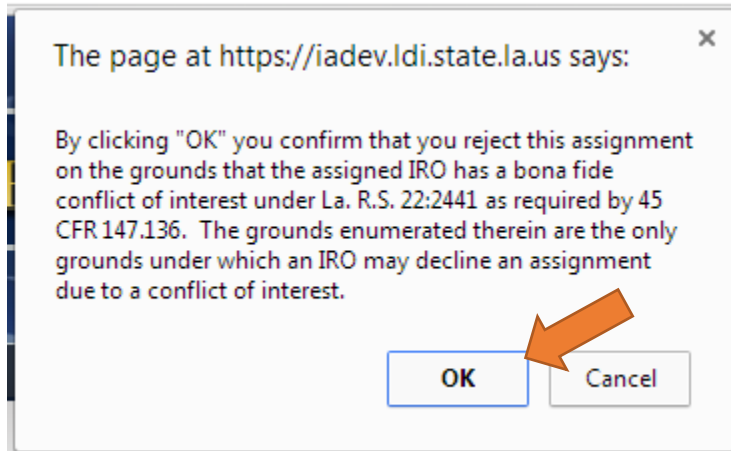 The page at https://iadev.ldi.state.la.us says:
By clicking "OK" you confirm that you reject this assignment
on the grounds that the assigned IRO has a bona fide
conflict of interest under La. R.S. 22:2441 as required by 45
CFR 147.136.  The grounds enumerated therein are the only
grounds under which an IRO may decline an assignment
due to a conflict of interest.
OK
Cancel